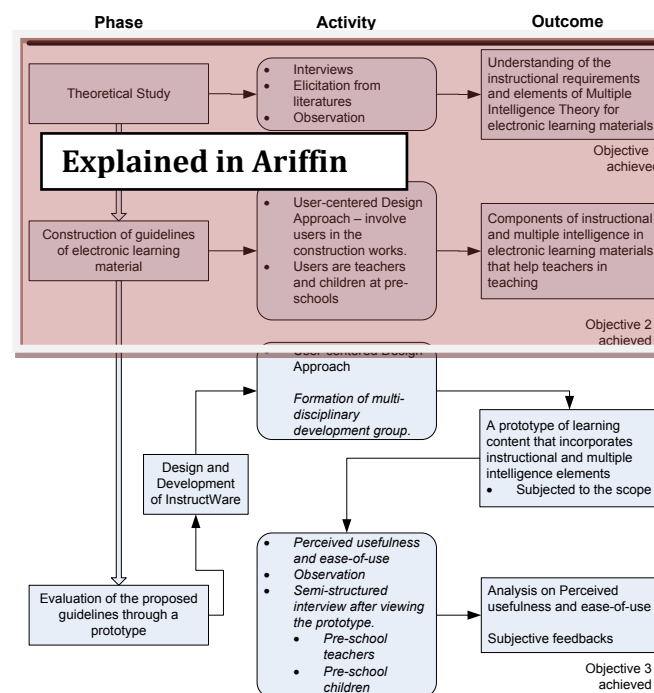 Phase
Activity
Outcome
Theoretical Study
• Interviews
• Elicitation from
literatures
• Observation
Understanding of the
instructional requirements
and elements of Multiple
Intelligence Theory for
electronic learning materials
Objective
achieved
Explained in Ariffin
Construction of guidelines
of electronic learning
material
• User-centered Design
Approach – involve
users in the
construction works.
• Users are teachers
and children at pre-
schools
Components of instructional
and multiple intelligence in
electronic learning materials
that help teachers in
teaching
Objective 2
achieved
User-centered Design
Approach
Formation of multi-
disciplinary
development group.
A prototype of learning
content that incorporates
instructional and multiple
intelligence elements
• Subjected to the scope
Design and
Development
of InstructWare
• Perceived usefulness
and ease-of-use
• Observation
• Semi-structured
interview after viewing
the prototype.
• Pre-school
teachers
• Pre-school
children
Evaluation of the proposed
guidelines through a
prototype
Analysis on Perceived
usefulness and ease-of-use
Subjective feedbacks
Objective 3
achieved